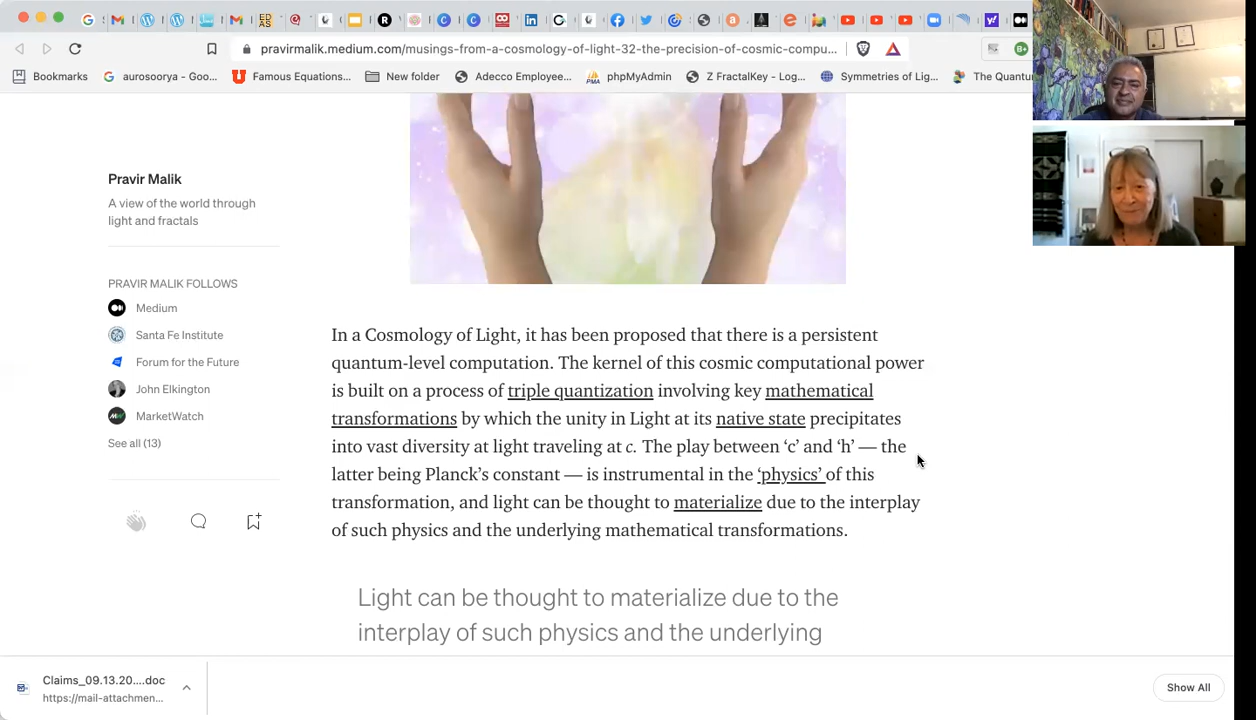 pravirmalik.medium.com/musings-from-a-cosmology-of-light-32-the-precision-of-cosmic-compu...
Bookmarks
aurosoorya - Goo...
Famous Equations...
New folder
Adecco Employee...
phpMyAdmin
Z FractalKey - Log...
Symmetries of Lig...
The Quantu
Pravir Malik
A view of the world through
light and fractals
PRAVIR MALIK FOLLOWS
Medium
Santa Fe Institute
Forum for the Future
John Elkington
MarketWatch
See all (13)
In a Cosmology of Light, it has been proposed that there is a persistent
quantum-level computation. The kernel of this cosmic computational power
is built on a process of triple quantization involving key mathematical
transformations by which the unity in Light at its native state precipitates
into vast diversity at light traveling at c. The play between ‘c’ and ‘h’ — the
latter being Planck’s constant — is instrumental in the ‘physics’ of this
transformation, and light can be thought to materialize due to the interplay
of such physics and the underlying mathematical transformations.
Light can be thought to materialize due to the
interplay of such physics and the underlying
Claims_09.13.20....doc
https://mail-attachmen...
Show All